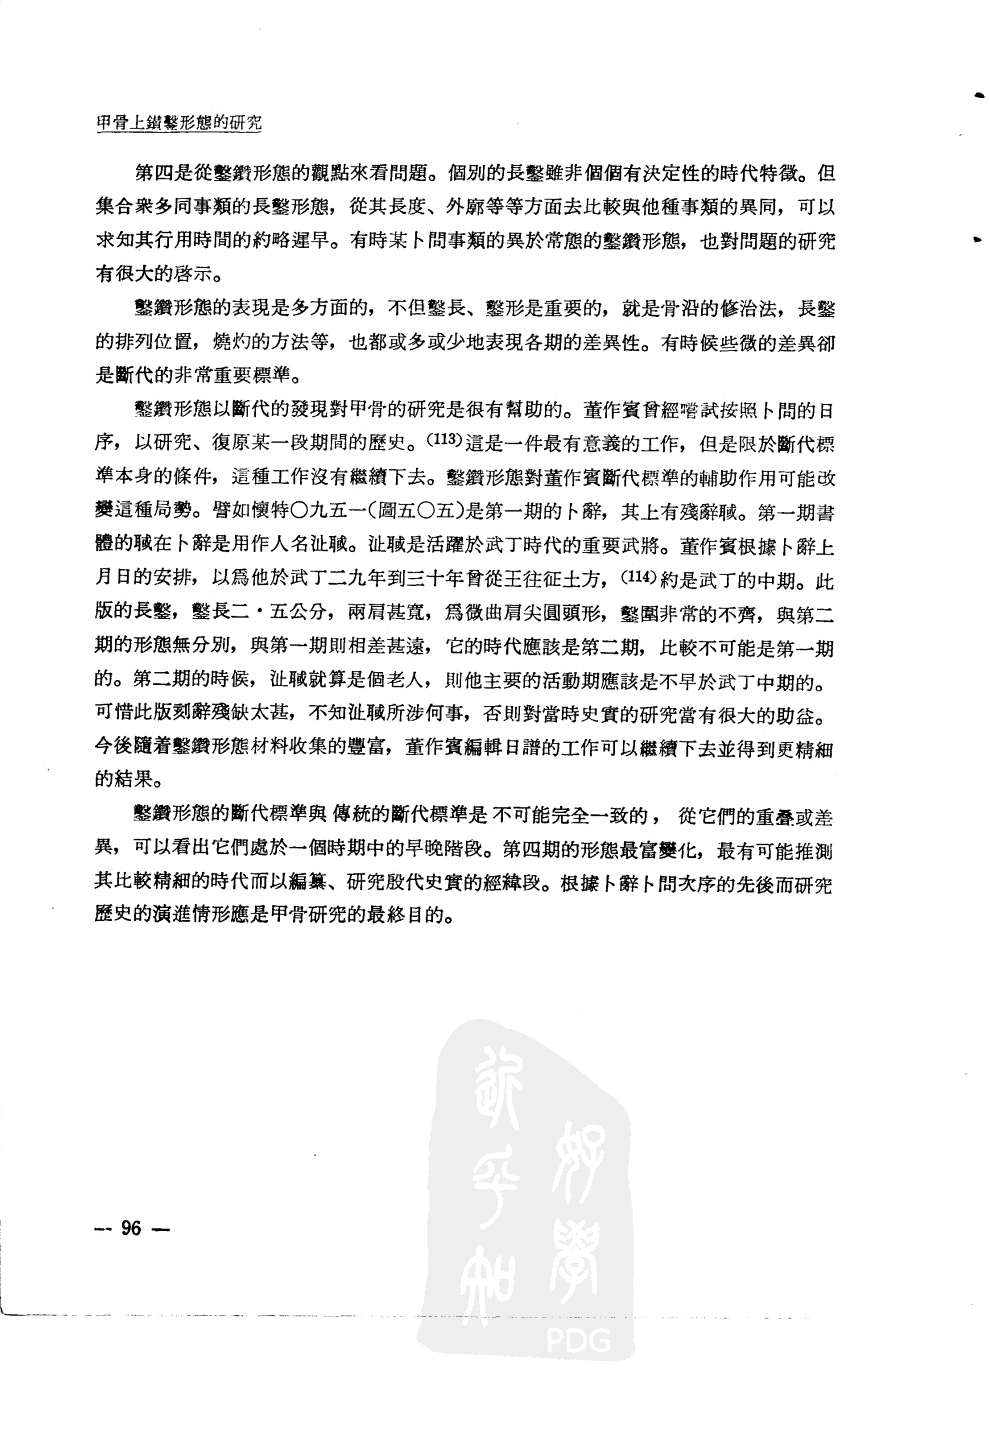 甲骨上鑽鑿形態的研究
第四是從鑿鑽形態的觀點來看問題。個別的長鑿雖非個個有決定性的時代特徵。但
集合衆多同事類的長鑿形態，從其長度、外廓等等方面去比較與他種事類的異同，可以
求知其行用時間的約略遲早。有時某卜問事類的異於常態的鑿鑽形態，也對問題的研究
有很大的啓示。
鑿鑽形態的表現是多方面的，不但鑿長、鑿形是重要的，就是骨沿的修治法，長鑿
的排列位置，燒灼的方法等，也都或多或少地表現各期的差異性。有時候些微的差異卻
是斷代的非常重要標準。
鑿鑽形態以斷代的發現對甲骨的研究是很有幫助的。董作賓曾經嚐試按照卜問的日
序，以研究、復原某一段期間的歷史。(113)這是一件最有意義的工作，但是限於斷代標
準本身的條件，這種工作沒有繼續下去。鑿鑽形態對董作賓斷代標準的輔助作用可能改
變這種局勢。譬如懷特〇九五一(圖五〇五)是第一期的卜辭，其上有殘辭聝。第一期書
體的聝在卜辭是用作人名沚聝。沚聝是活躍於武丁時代的重要武將。董作賓根據卜辭上
月日的安排，以爲他於武丁二九年到三十年曾從王往征土方，(114)約是武丁的中期。此
版的長鑿，鑿長二・五公分，兩肩甚寬，爲微曲肩尖圓頭形，鑿圍非常的不齊，與第二
期的形態無分別，與第一期則相差甚遠，它的時代應該是第二期，比較不可能是第一期
的。第二期的時候，沚聝就算是個老人，則他主要的活動期應該是不早於武丁中期的。
可惜此版刻辭殘缺太甚，不知沚聝所涉何事，否則對當時史實的研究當有很大的助益。
今後隨着鑿鑽形態材料收集的豐富，董作賓編輯日譜的工作可以繼續下去並得到更精細
的結果。
鑿鑽形態的斷代標準與傳統的斷代標準是不可能完全一致的，從它們的重疊或差
異，可以看出它們處於一個時期中的早晚階段。第四期的形態最富變化，最有可能推測
其比較精細的時代而以編纂、研究殷代史實的經緯段。根據卜辭卜問次序的先後而研究
歷史的演進情形應是甲骨研究的最終目的。
好學
近乎知
PDG
— 96 —